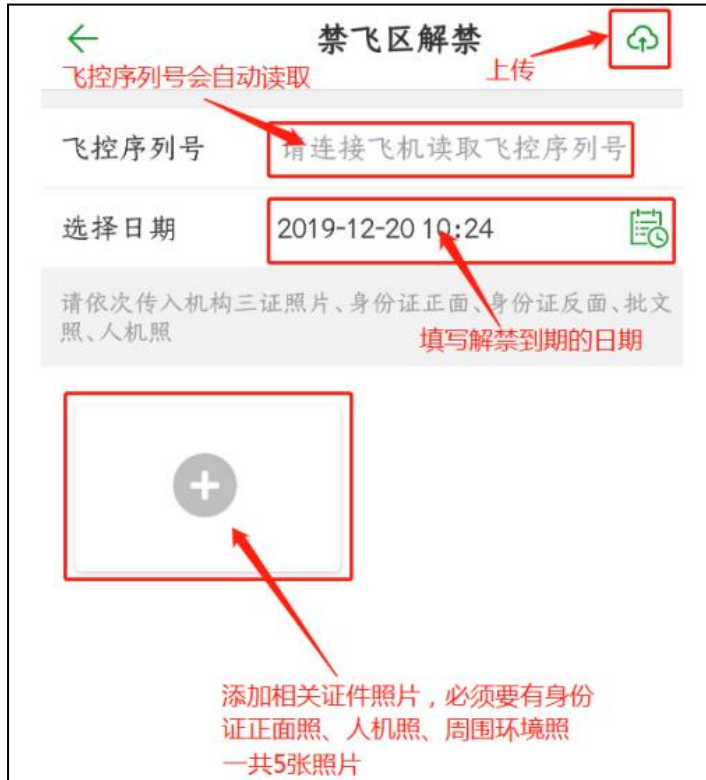 禁飞区解禁
上传
飞控序列号会自动读取
飞控序列号
请连接飞机读取飞控序列号
选择日期
2019-12-20 10:24
请依次传入机构三证照片、身份证正面、身份证反面、批文
照、人机照
填写解禁到期的日期
添加相关证件照片，必须要有身份
证正面照、人机照、周围环境照
一共5张照片